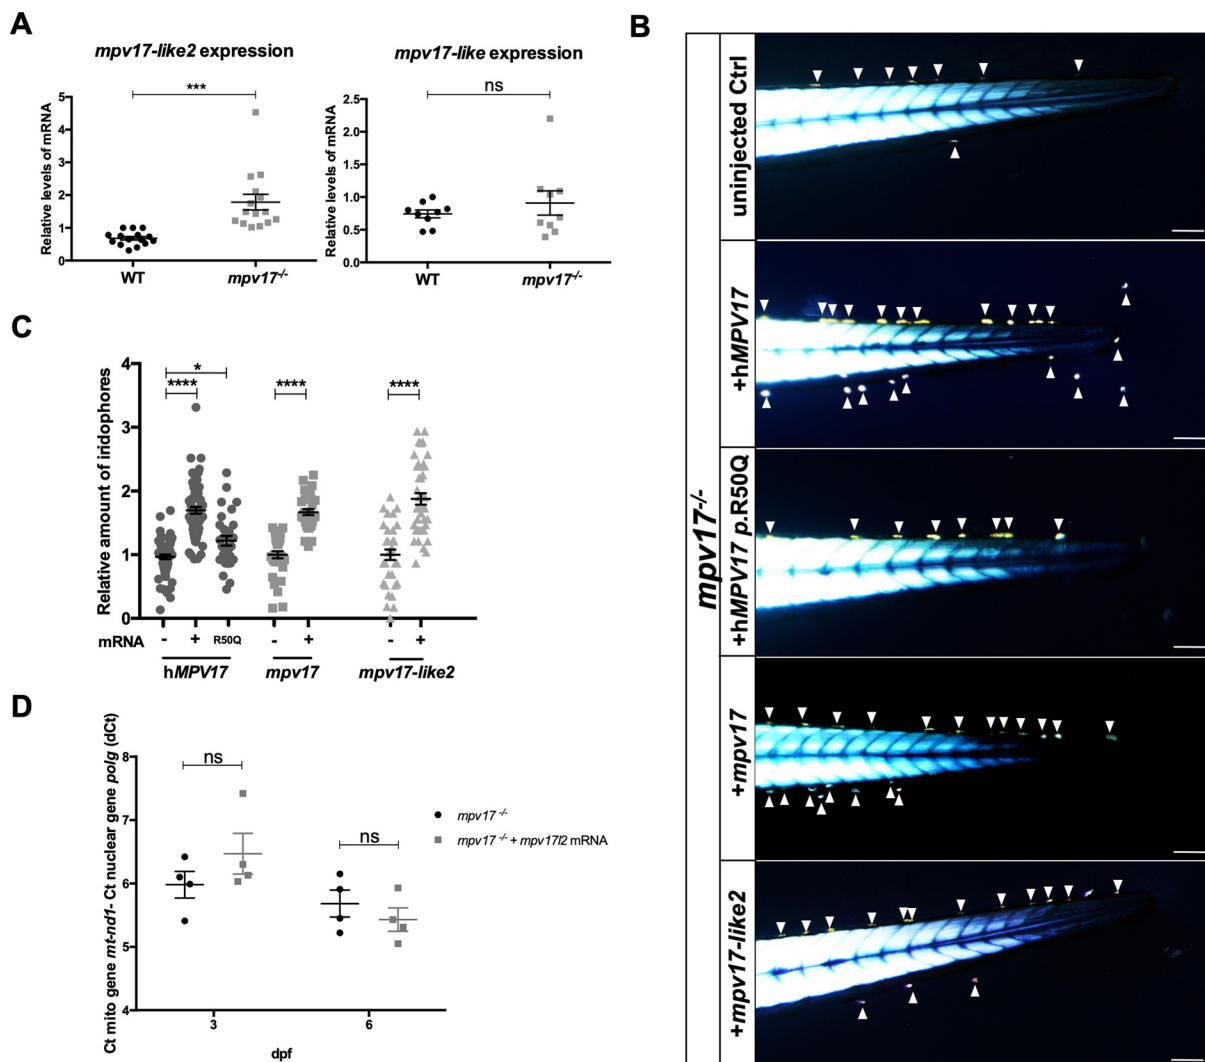 A
mpv17-like2 expression
***
Relative levels of mRNA
5
4
3
2
1
0
WT
mpv17-/-
mpv17-like expression
ns
Relative levels of mRNA
2.5
2.0
1.5
1.0
0.5
0.0
WT
mpv17-/-
B
mpv17-/-
uninjected Ctrl
+hMPV17
+hMPV17 p.R50Q
+mpv17
+mpv17-like2
C
Relative amount of iridophores
4
3
2
1
0
*
****
****
****
mRNA
-
+
R50Q
-
+
-
+
hMPV17
mpv17
mpv17-like2
D
Ct mito gene mt-nd1- Ct nuclear gene polg (dCt)
8
7
6
5
4
ns
ns
3
6
dpf
mpv17 -/-
mpv17 -/- + mpv17l2 mRNA